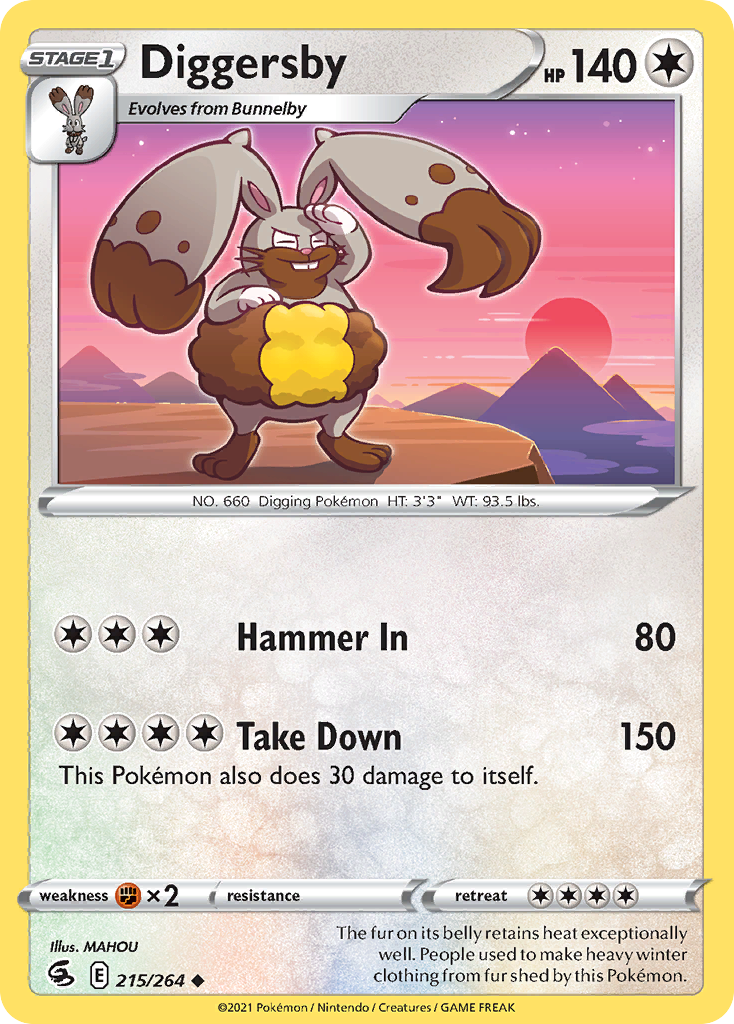 STAGE 1
Diggersby
HP 140
Evolves from Bunnelby
NO. 660 Digging Pokémon HT: 3'3" WT: 93.5 lbs.
Hammer In 80
Take Down 150
This Pokémon also does 30 damage to itself.
weakness ×2 resistance retreat
Illus. MAHOU
The fur on its belly retains heat exceptionally
well. People used to make heavy winter
clothing from fur shed by this Pokémon.
E 215/264
©2021 Pokémon / Nintendo / Creatures / GAME FREAK